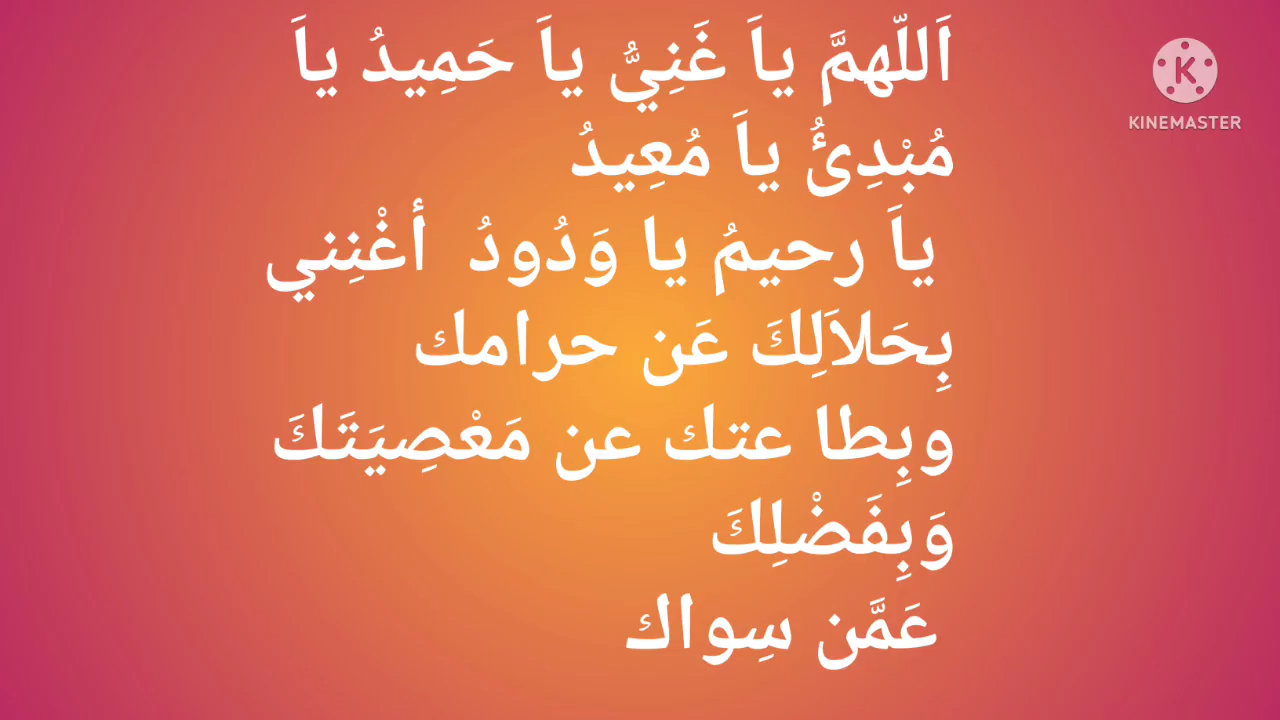 اَللّهمَّ ياَ غَنِيُّ ياَ حَمِيدُ ياَ
KINEMASTER
مُبْدِئُ ياَ مُعِيدُ
ياَ رحيمُ يا وَدُودُ أغْنِنني
بِحَلاَلِكَ عَن حرامك
وبِطا عتك عن مَعْصِيَتَكَ
وَبِفَضْلِكَ
عَمَّن سِواك